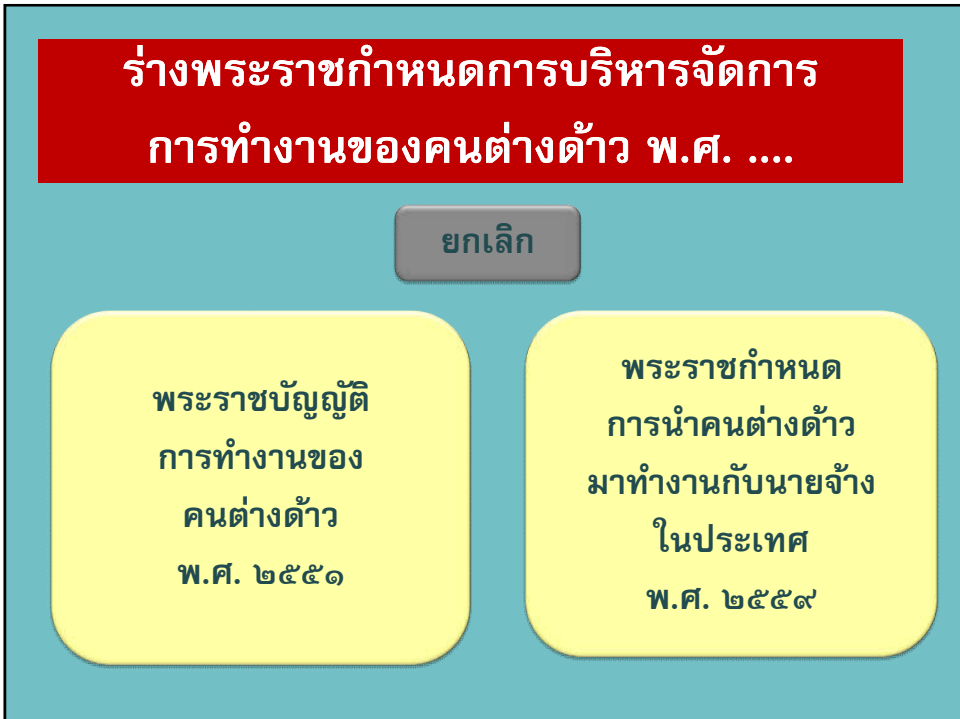 ร่างพระราชกำหนดการบริหารจัดการ
การทำงานของคนต่างด้าว พ.ศ. ....
ยกเลิก
พระราชบัญญัติ
การทำงานของ
คนต่างด้าว
พ.ศ. ๒๕๕๑
พระราชกำหนด
การนำคนต่างด้าว
มาทำงานกับนายจ้าง
ในประเทศ
พ.ศ. ๒๕๕๙